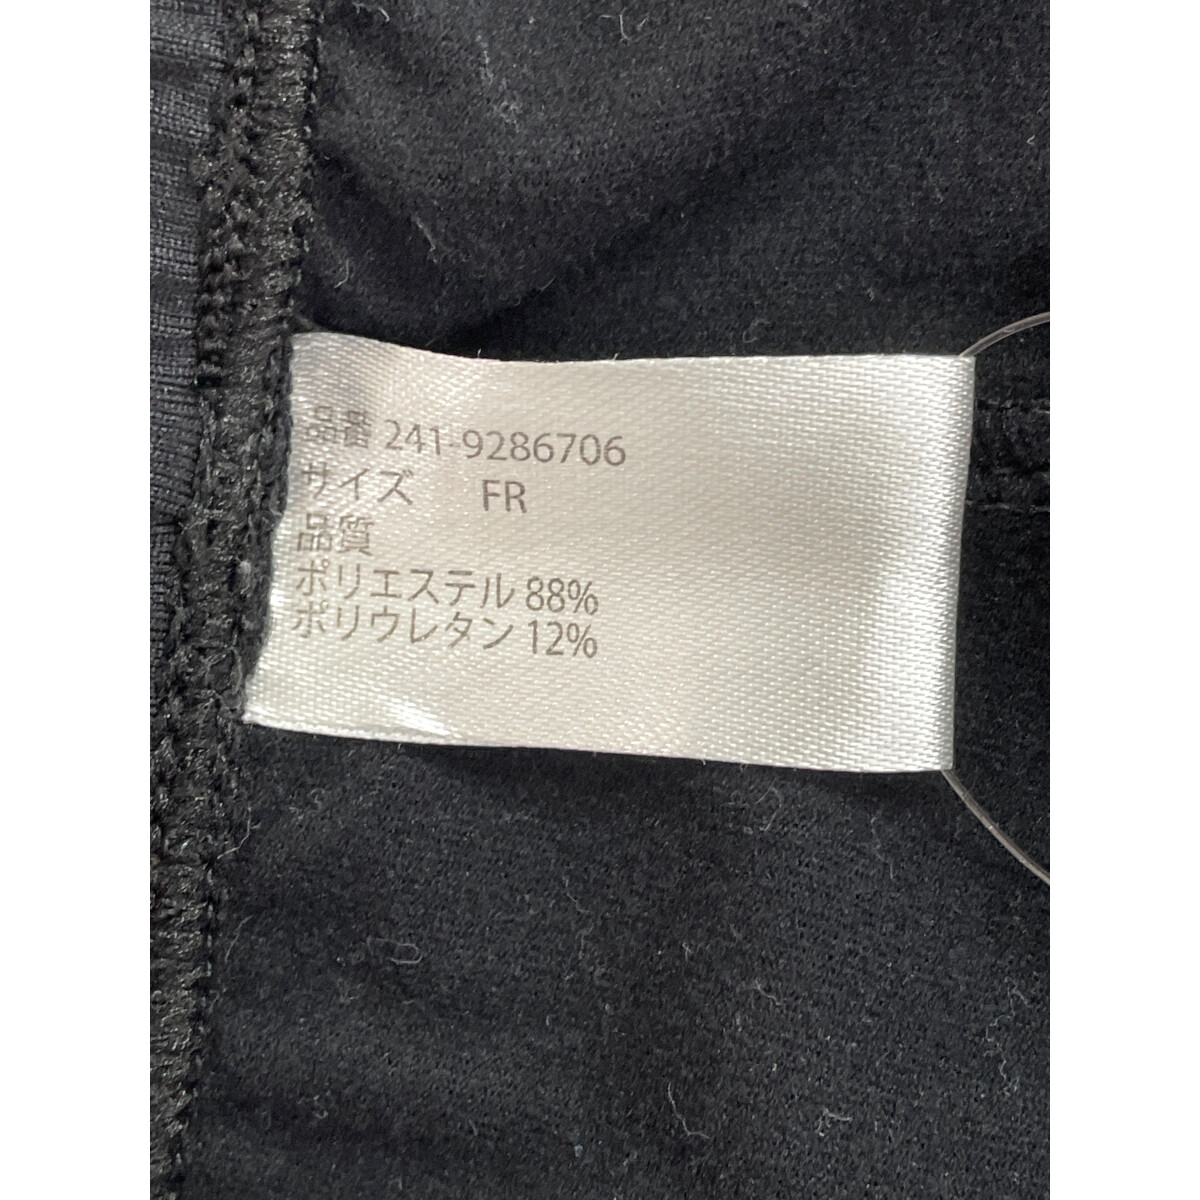 品番 241-9286706
サイズ FR
品質
ポリエステル 88%
ポリウレタン 12%